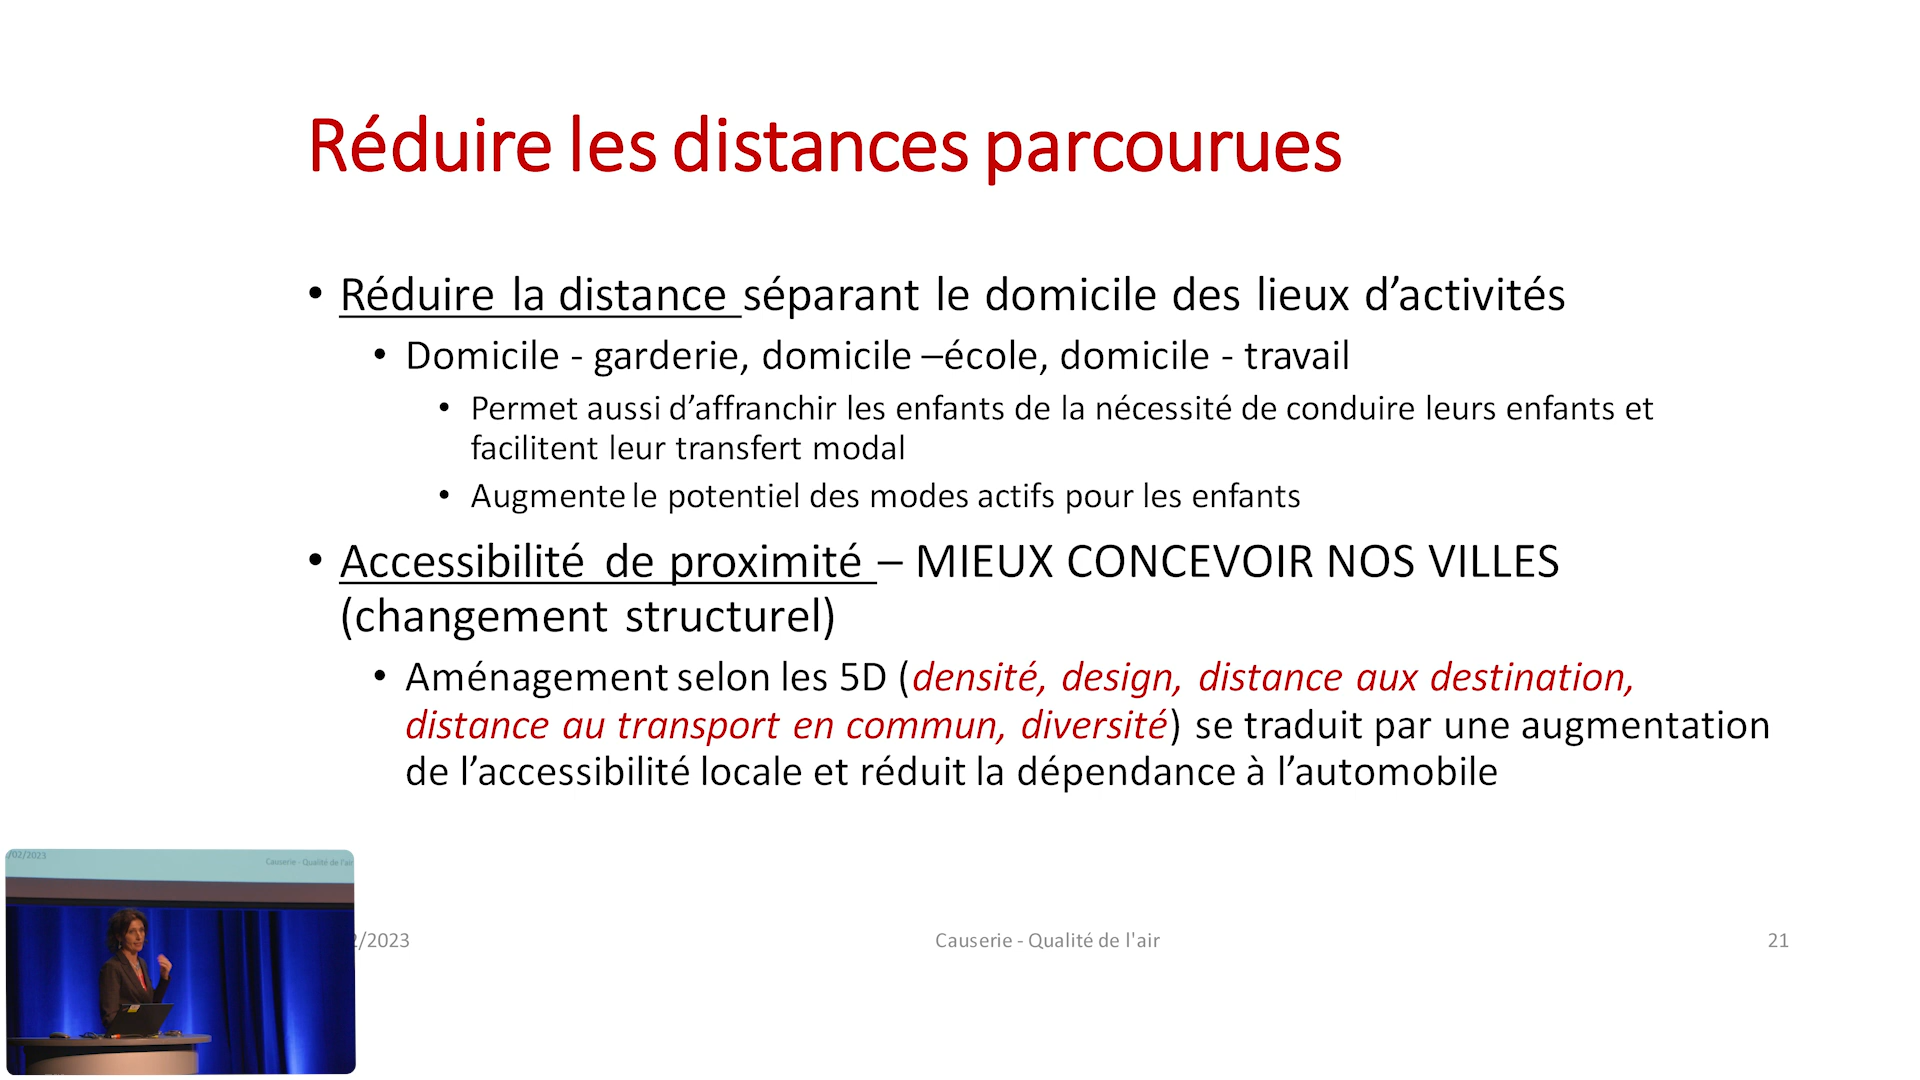 Réduire les distances parcourues
• Réduire la distance séparant le domicile des lieux d’activités
• Domicile - garderie, domicile –école, domicile - travail
• Permet aussi d’affranchir les enfants de la nécessité de conduire leurs enfants et
facilitent leur transfert modal
• Augmente le potentiel des modes actifs pour les enfants
• Accessibilité de proximité – MIEUX CONCEVOIR NOS VILLES
(changement structurel)
• Aménagement selon les 5D (densité, design, distance aux destination,
distance au transport en commun, diversité) se traduit par une augmentation
de l’accessibilité locale et réduit la dépendance à l’automobile
/02/2023
Causerie - Qualité de l'air
2/2023
Causerie - Qualité de l'air
21